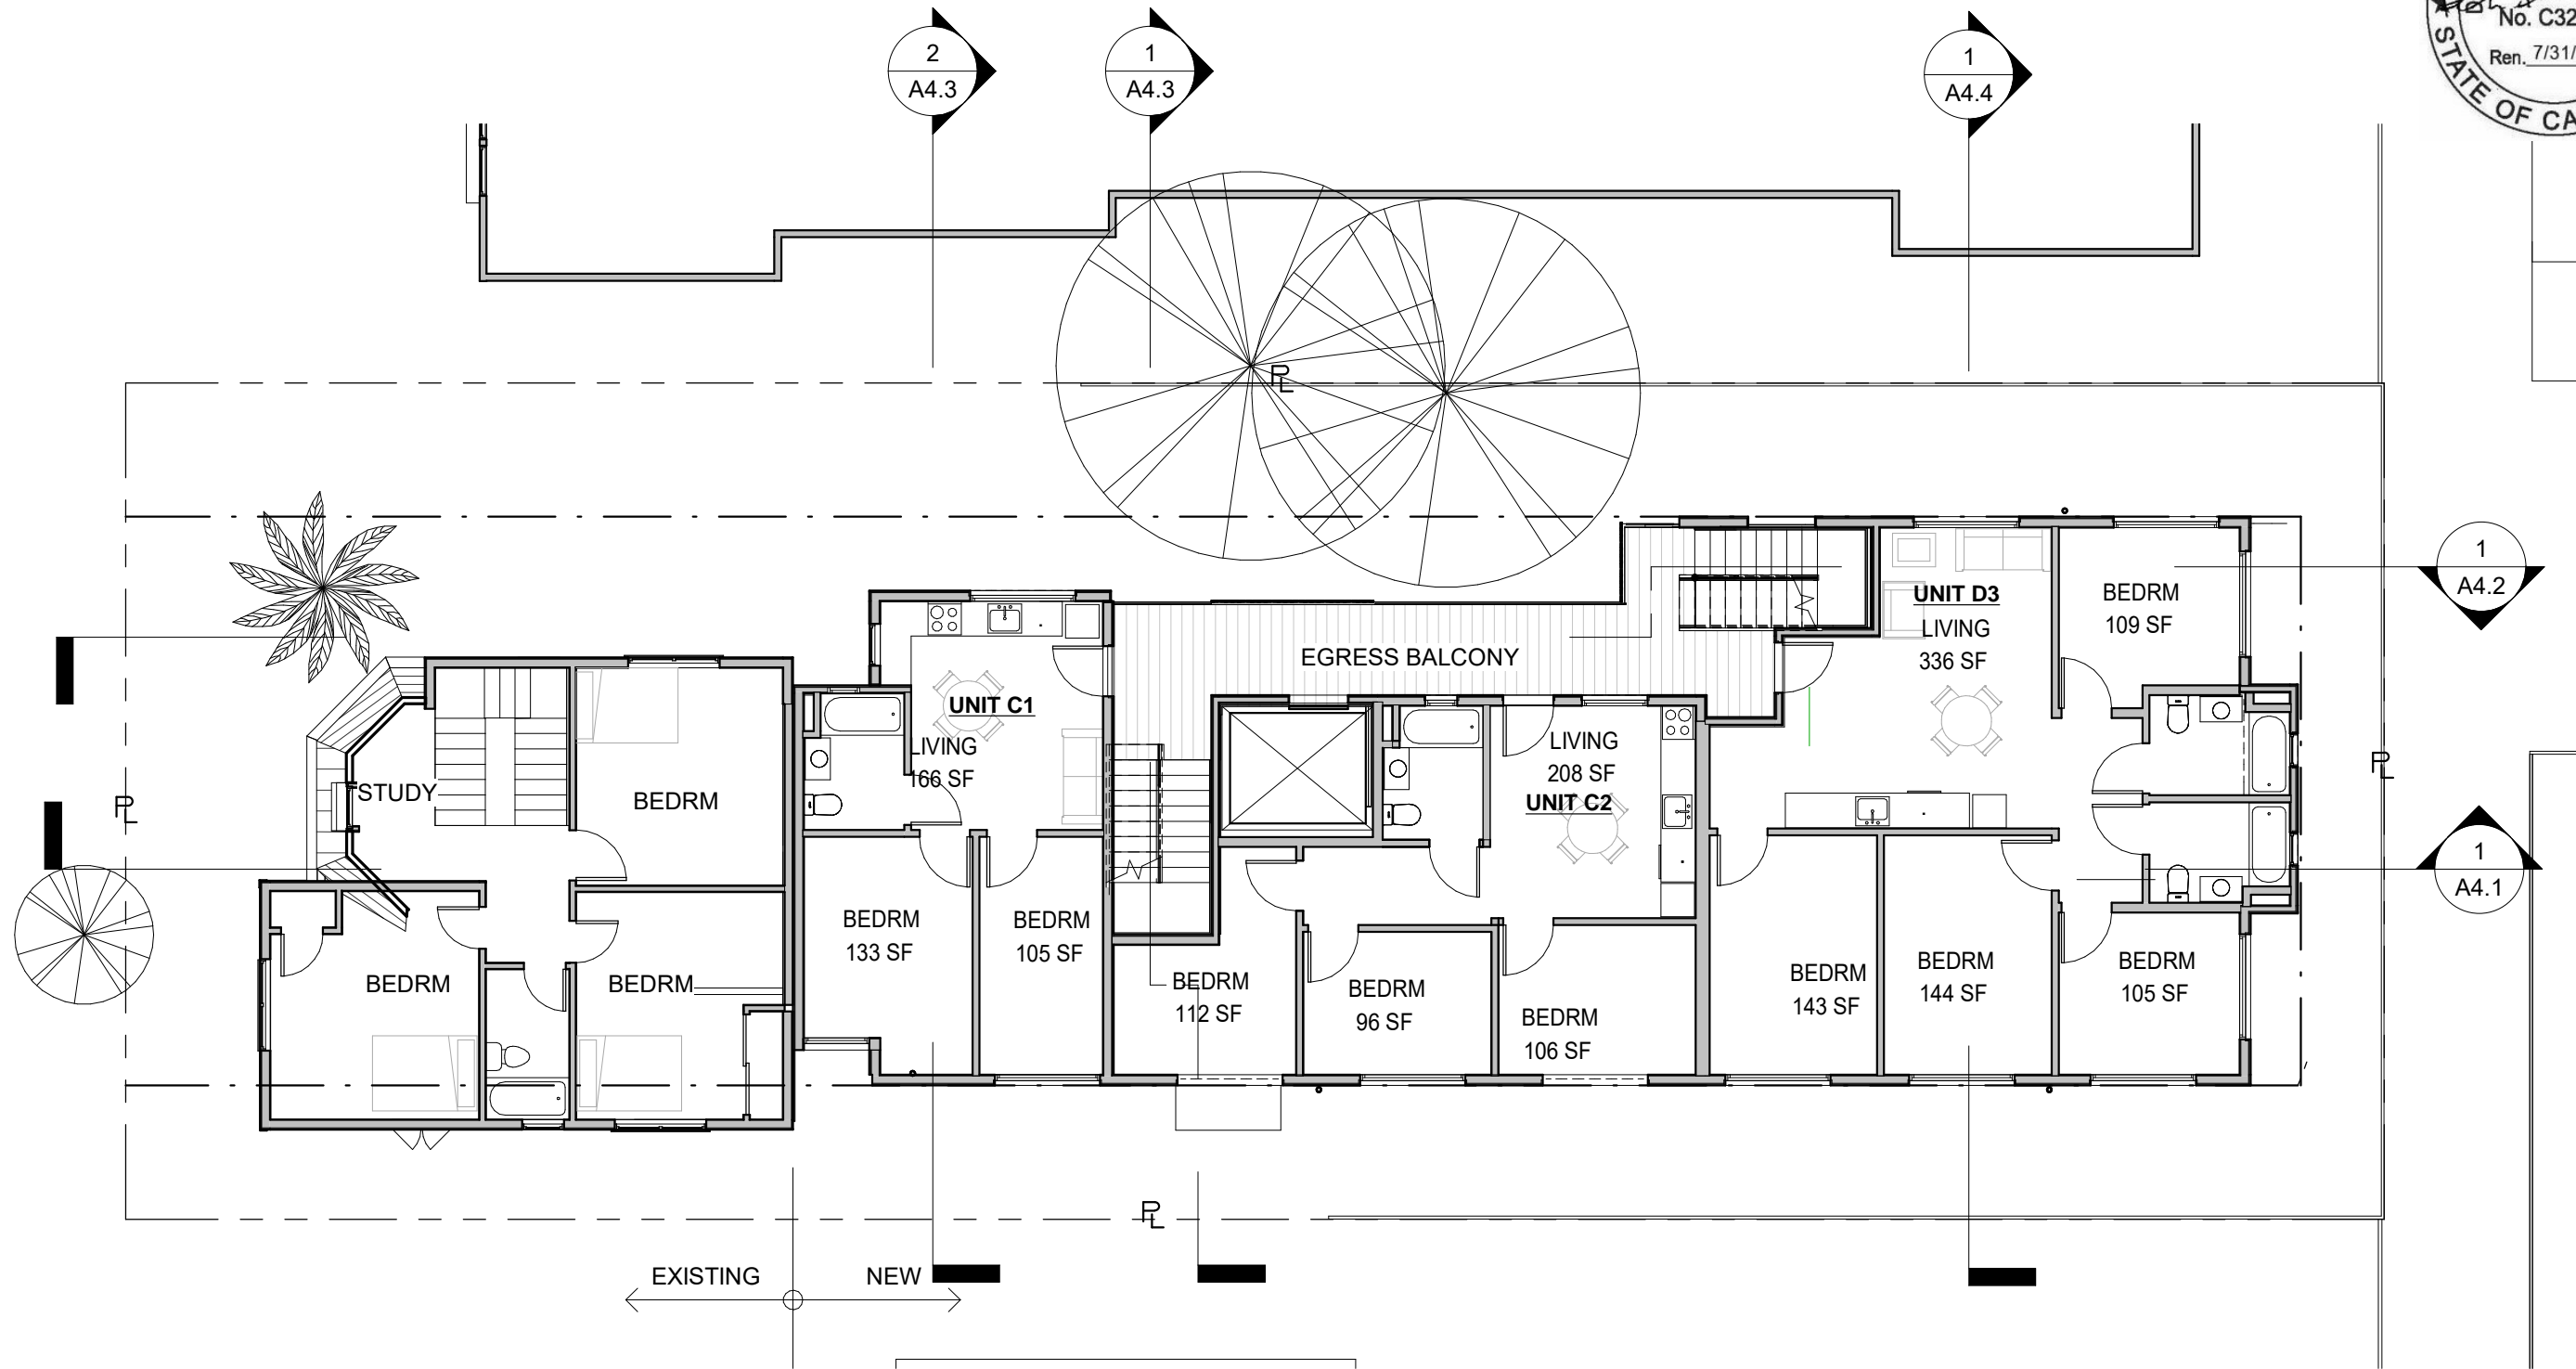 2
A4.3
1
A4.3
1
A4.4
No. C32
Ren. 7/31/
STATE OF CA
PL
1
A4.2
UNIT D3
LIVING
336 SF
BEDRM
109 SF
EGRESS BALCONY
UNIT C1
LIVING
166 SF
LIVING
208 SF
UNIT C2
STUDY
BEDRM
PL
PL
1
A4.1
BEDRM
133 SF
BEDRM
105 SF
BEDRM
BEDRM
BEDRM
112 SF
BEDRM
96 SF
BEDRM
106 SF
BEDRM
143 SF
BEDRM
144 SF
BEDRM
105 SF
PL
EXISTING
NEW